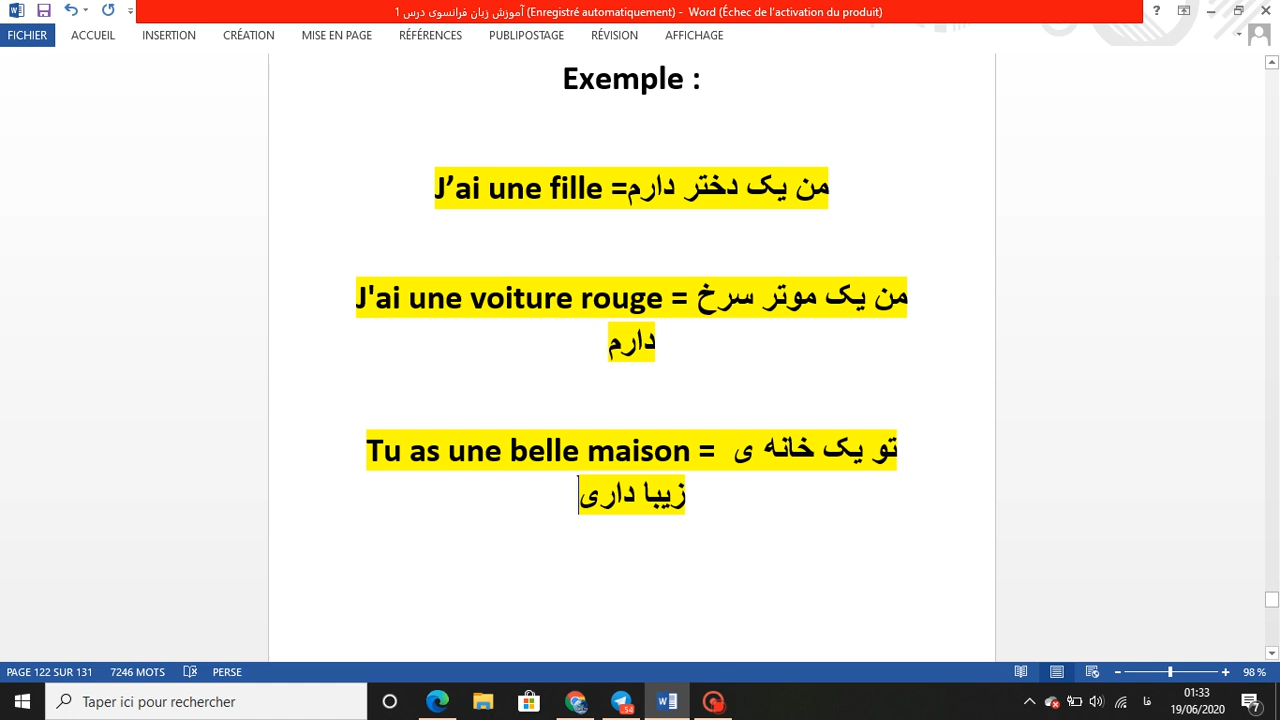 آموزش زبان فرانسوی درس 1 (Enregistré automatiquement) - Word (Échec de l'activation du produit)
FICHIER ACCUEIL INSERTION CRÉATION MISE EN PAGE RÉFÉRENCES PUBLIPOSTAGE RÉVISION AFFICHAGE
Exemple :
J’ai une fille =من یک دختر دارم
J'ai une voiture rouge = من یک موتر سرخ
دارم
Tu as une belle maison = تو یک خانه ی
زیبا داری
PAGE 122 SUR 131 7246 MOTS PERSE 98 %
Taper ici pour rechercher
54
فا
01:33
19/06/2020
7